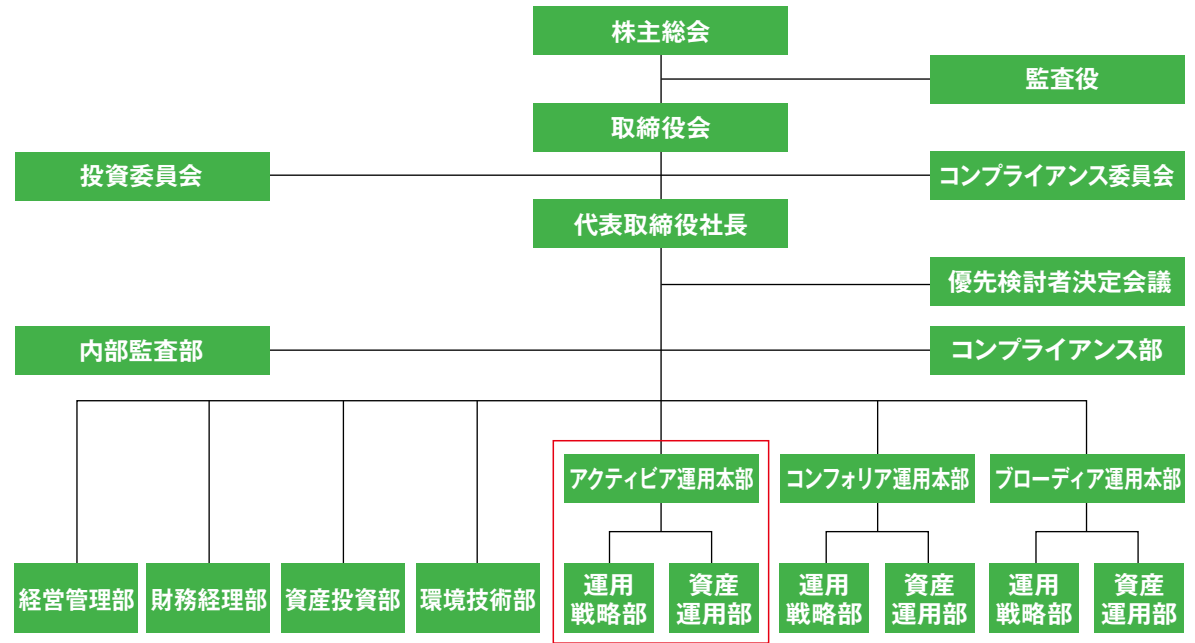 株主総会
監査役
取締役会
投資委員会
コンプライアンス委員会
代表取締役社長
優先検討者決定会議
内部監査部
コンプライアンス部
アクティビア運用本部
コンフォリア運用本部
ブローディア運用本部
経営管理部
財務経理部
資産投資部
環境技術部
運用
戦略部
資産
運用部
運用
戦略部
資産
運用部
運用
戦略部
資産
運用部